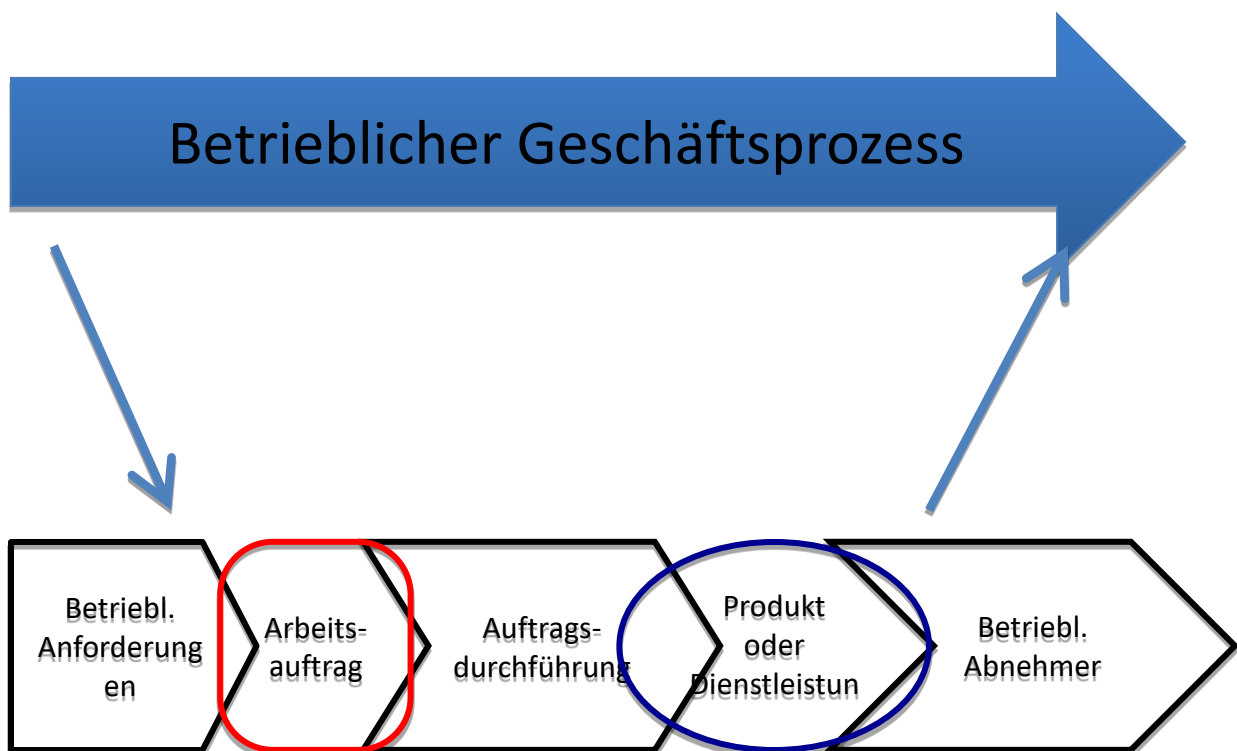 Betrieblicher Geschäftsprozess
Betriebl.
Anforderung
en
Arbeits-
auftrag
Auftrags-
durchführung
Produkt
oder
Dienstleistun
Betriebl.
Abnehmer